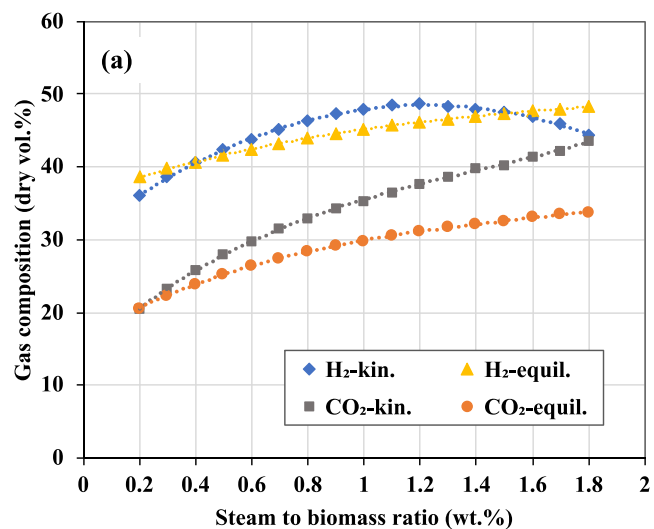 60
50
40
30
20
10
0
(a)
Gas composition (dry vol.%)
H₂-kin.
H₂-equil.
CO₂-kin.
CO₂-equil.
0 0.2 0.4 0.6 0.8 1 1.2 1.4 1.6 1.8 2
Steam to biomass ratio (wt.%)